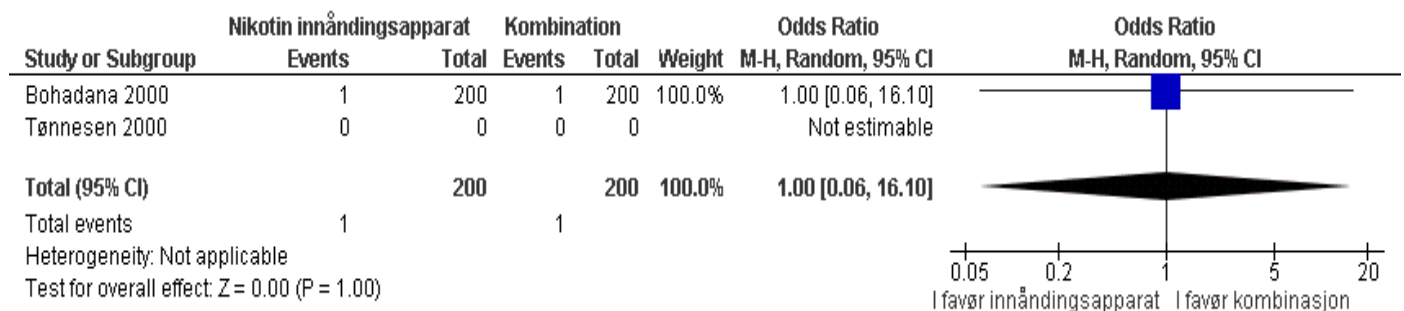 Nikotin innåndingsapparat Kombination Odds Ratio Odds Ratio
Study or Subgroup Events Total Events Total Weight M-H, Random, 95% CI M-H, Random, 95% CI
Bohadana 2000 1 200 1 200 100.0% 1.00 [0.06, 16.10]
Tønnesen 2000 0 0 0 0 Not estimable
Total (95% CI) 200 200 100.0% 1.00 [0.06, 16.10]
Total events 1 1
Heterogeneity: Not applicable
Test for overall effect: Z = 0.00 (P = 1.00)
0.05 0.2 1 5 20
I favør innåndingsapparat I favør kombinasjon